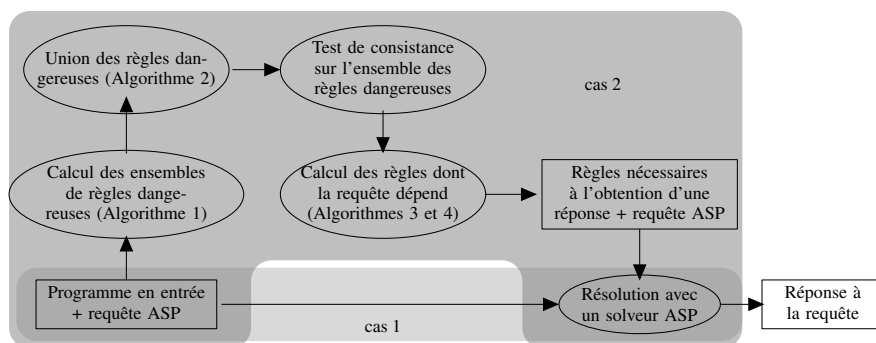 Union des règles dan-
gereuses (Algorithme 2)
Test de consistance
sur l'ensemble des
règles dangereuses
cas 2
Calcul des ensembles
de règles dange-
reuses (Algorithme 1)
Calcul des règles dont
la requête dépend
(Algorithmes 3 et 4)
Règles nécessaires
à l'obtention d'une
réponse + requête ASP
Programme en entrée
+ requête ASP
cas 1
Résolution avec
un solveur ASP
Réponse à
la requête